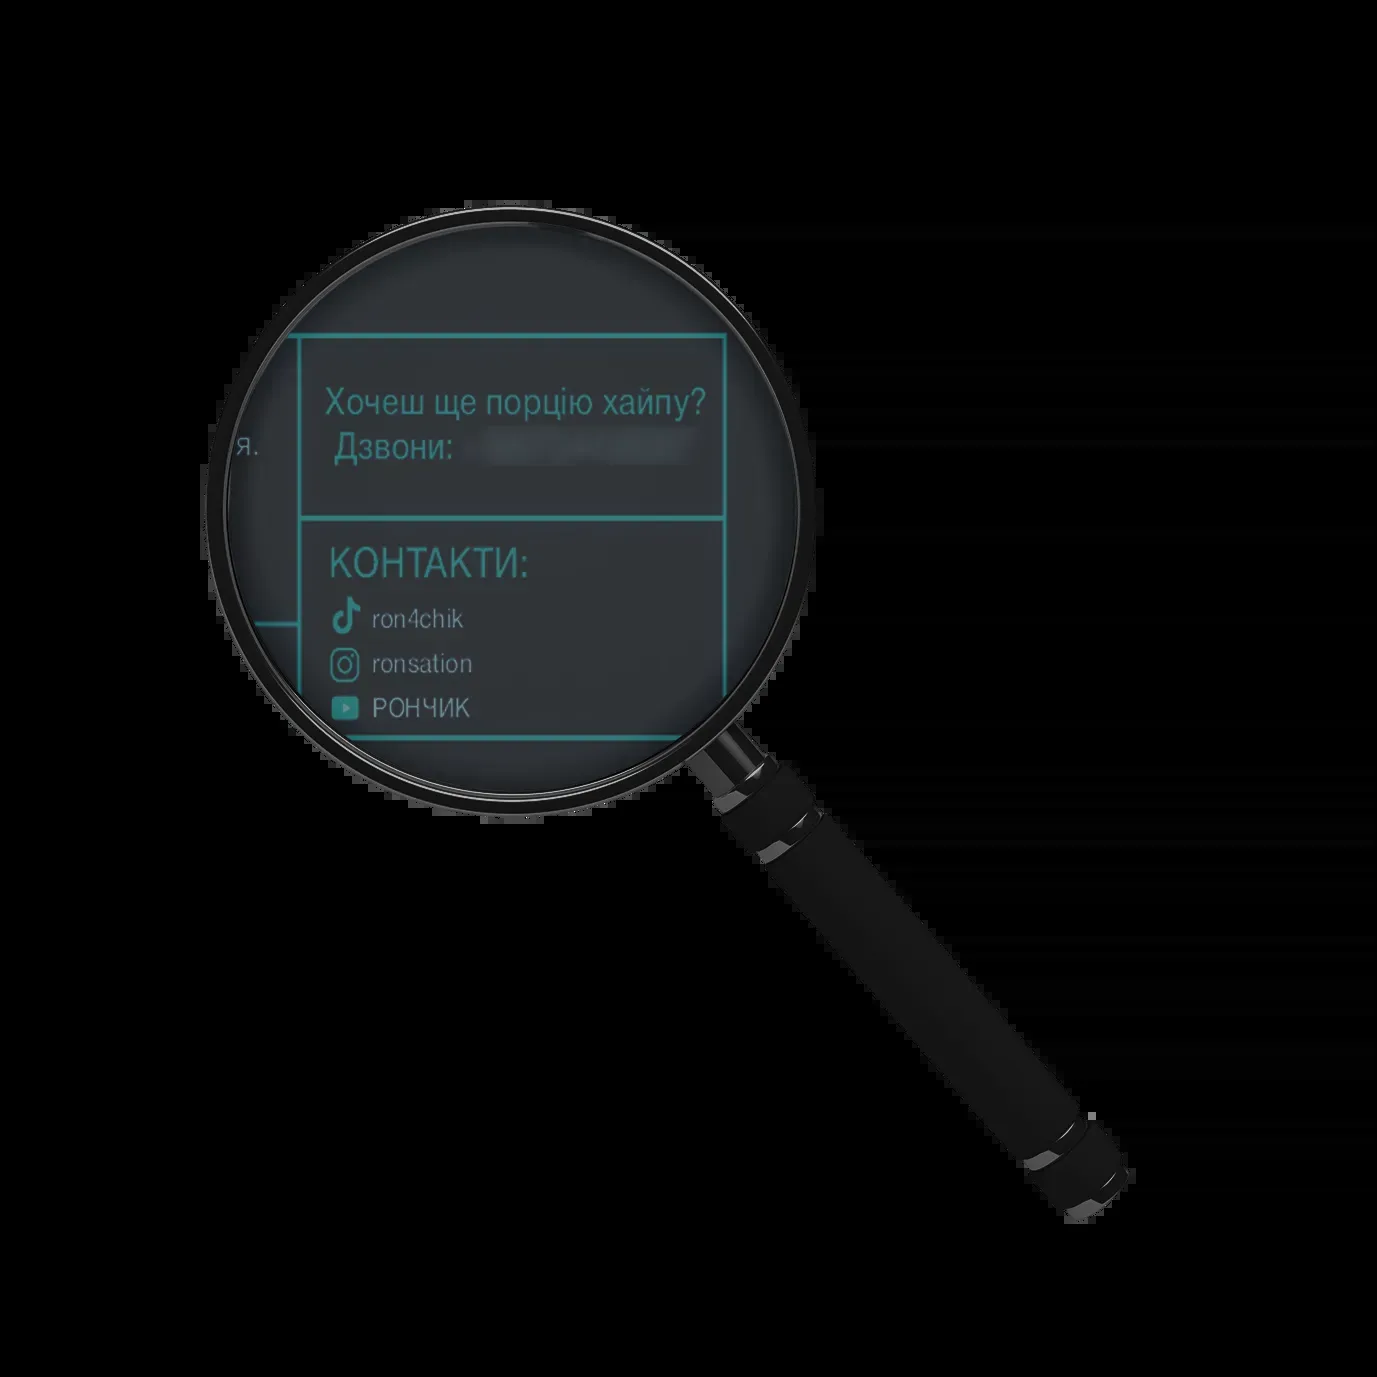 Хочеш ще порцію хайпу?
Дзвони:
я.
КОНТАКТИ:
ron4chik
ronsation
РОНЧИК